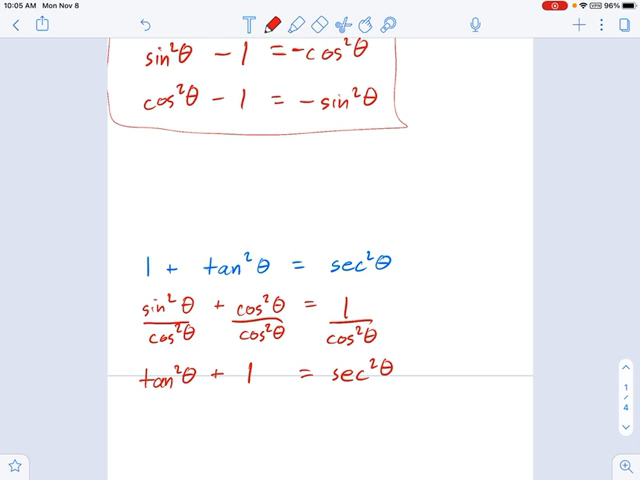 10:05 AM Mon Nov 8
VPN 96%
T
sin²θ − 1 = −cos²θ
cos²θ − 1 = − sin²θ
1 + tan²θ = sec²θ
sin²θ/cos²θ + cos²θ/cos²θ = 1/cos²θ
tan²θ + 1 = sec²θ
1
/
4